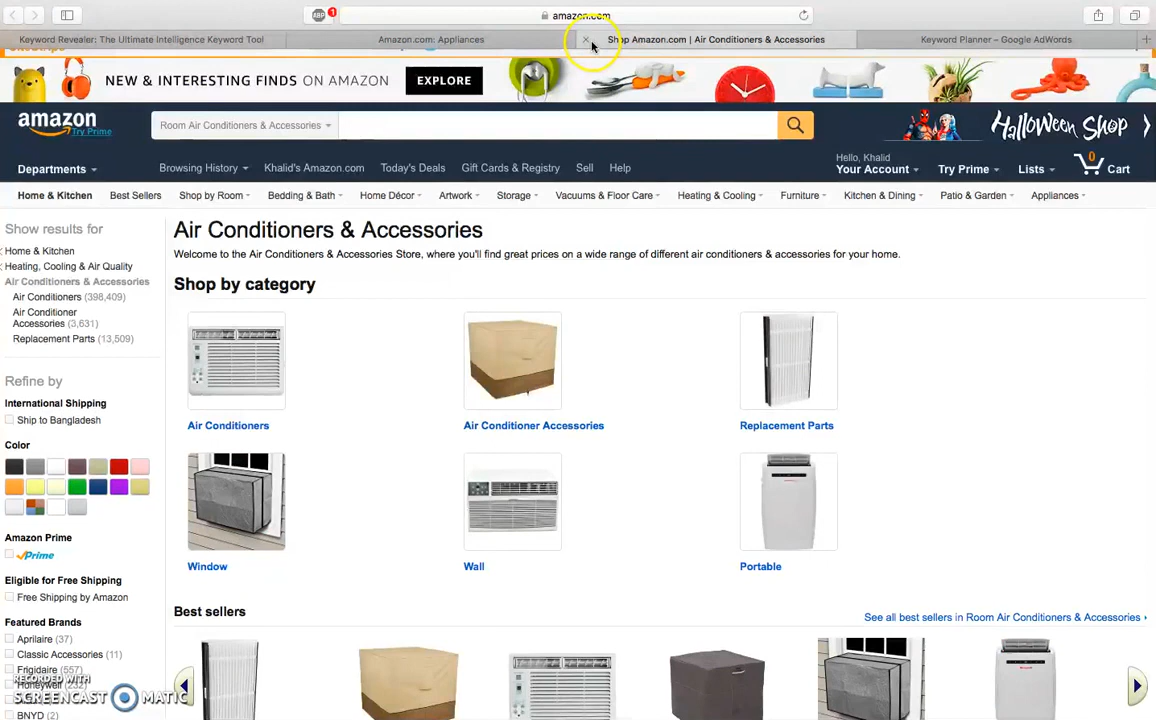 ABP
1
amazon.com
Keyword Revealer: The Ultimate Intelligence Keyword Tool
Amazon.com: Appliances
Shop Amazon.com | Air Conditioners & Accessories
Keyword Planner – Google AdWords
NEW & INTERESTING FINDS ON AMAZON
EXPLORE
amazon
Try Prime
Room Air Conditioners & Accessories
Halloween Shop
Departments
Browsing History
Khalid's Amazon.com
Today's Deals
Gift Cards & Registry
Sell
Help
Hello, Khalid
Your Account
Try Prime
Lists
0
Cart
Home & Kitchen
Best Sellers
Shop by Room
Bedding & Bath
Home Décor
Artwork
Storage
Vacuums & Floor Care
Heating & Cooling
Furniture
Kitchen & Dining
Patio & Garden
Appliances
Show results for
Home & Kitchen
Heating, Cooling & Air Quality
Air Conditioners & Accessories
Air Conditioners (398,409)
Air Conditioner
Accessories (3,631)
Replacement Parts (13,509)
Refine by
International Shipping
Ship to Bangladesh
Color
Amazon Prime
Prime
Eligible for Free Shipping
Free Shipping by Amazon
Featured Brands
Aprilaire (37)
Classic Accessories (11)
Frigidaire (557)
Honeywell (232)
BNYD (2)
Air Conditioners & Accessories
Welcome to the Air Conditioners & Accessories Store, where you'll find great prices on a wide range of different air conditioners & accessories for your home.
Shop by category
Air Conditioners
Air Conditioner Accessories
Replacement Parts
Window
Wall
Portable
Best sellers
See all best sellers in Room Air Conditioners & Accessories
RECORDED WITH
SCREENCAST MATIC